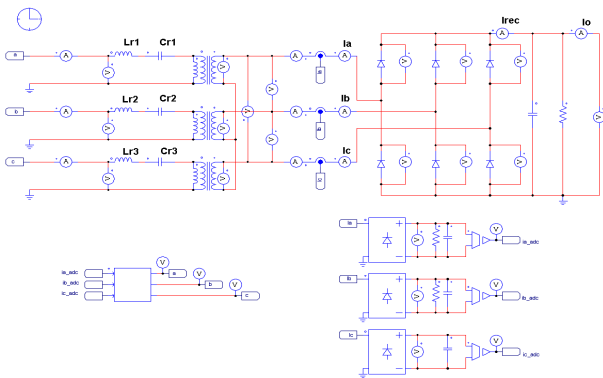 Irec Io
Lr1 Cr1 Ia
a
Lr2 Cr2 Ib
b
Lr3 Cr3 Ic
c
Ia
ia_adc
Ib
ib_adc
Ic
ic_adc
ia_adc a
ib_adc b
ic_adc c